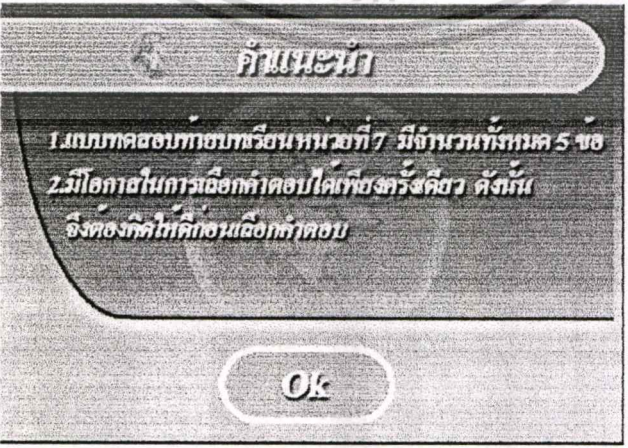 คำแนะนำ
1.แบบทดสอบท้ายบทเรียนหน่วยที่ 7 มีจำนวนทั้งหมด 5 ข้อ
2.มีโอกาสในการเลือกคำตอบได้เพียงครั้งเดียว ดังนั้น
จึงต้องคิดให้ดีก่อนเลือกคำตอบ
Ok